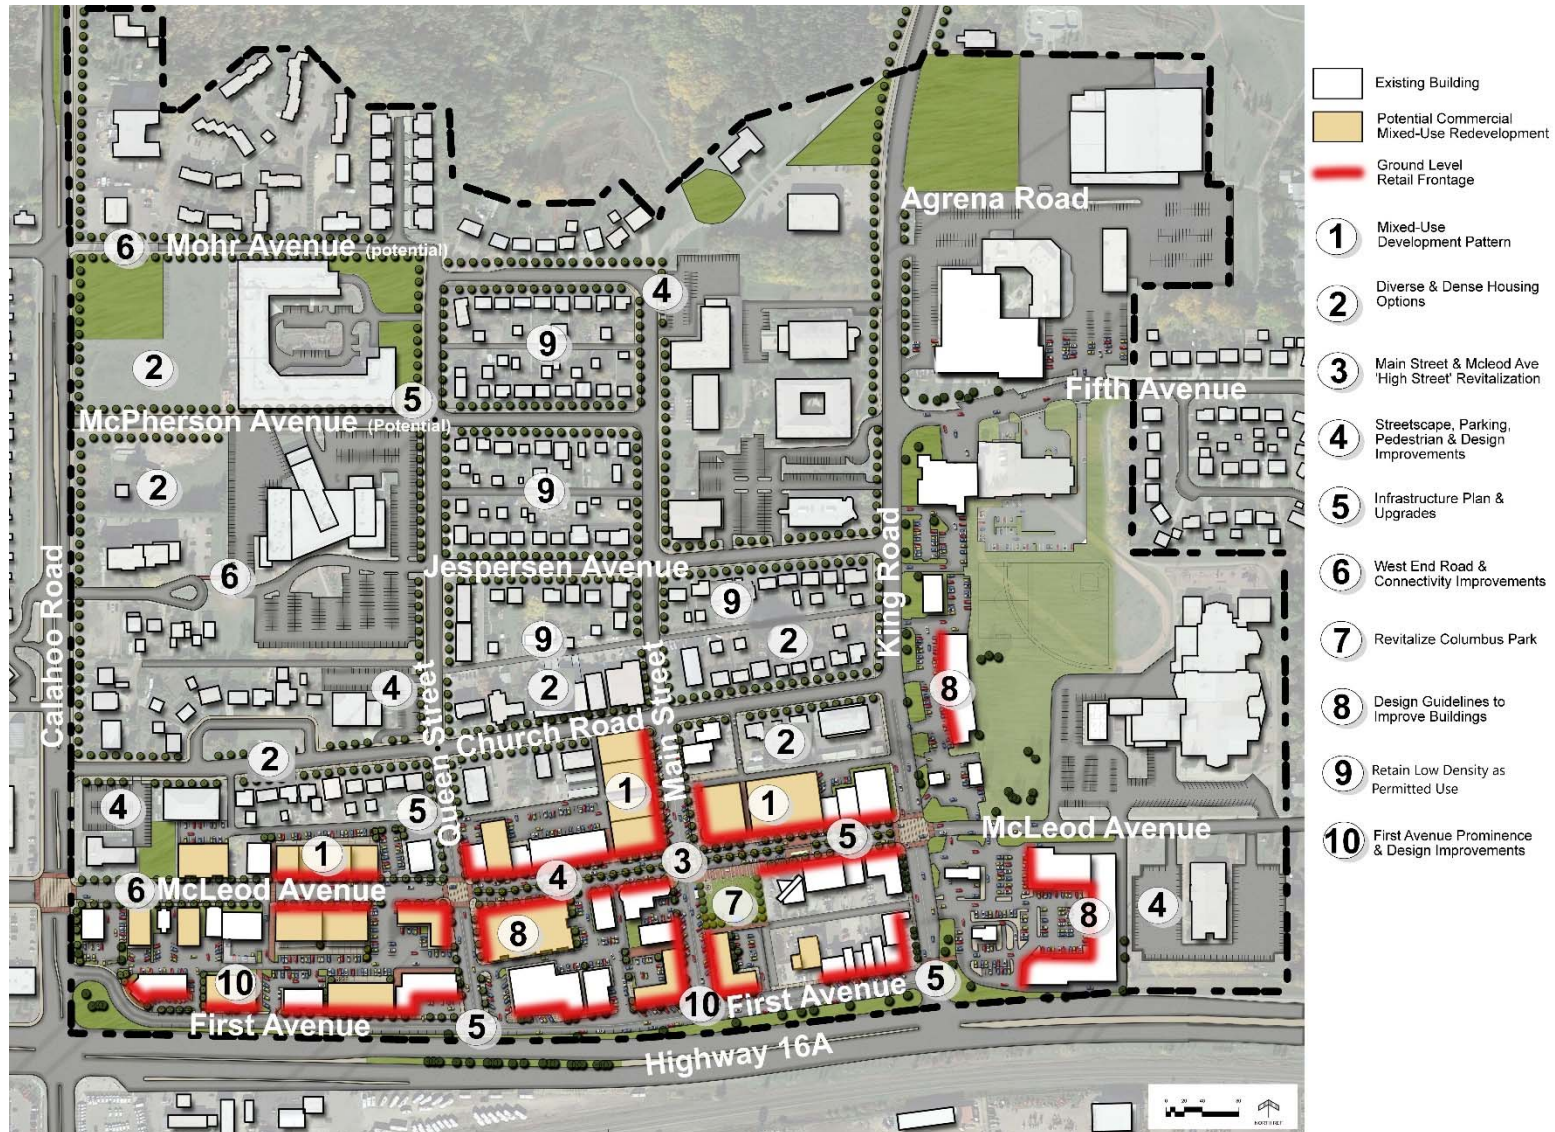 Mohr Avenue (potential)
Agrena Road
McPherson Avenue (Potential)
Fifth Avenue
Jespersen Avenue
Calahoo Road
Queen Street
Church Road
Main Street
King Road
McLeod Avenue
McLeod Avenue
First Avenue
First Avenue
Highway 16A
6
4
2
9
5
2
9
6
9
9
2
2
4
8
2
2
4
5
1
1
1
5
3
4
6
7
8
8
4
10
10
5
5
Existing Building
Potential Commercial
Mixed-Use Redevelopment
Ground Level
Retail Frontage
1 Mixed-Use
Development Pattern
2 Diverse & Dense Housing
Options
3 Main Street & Mcleod Ave
'High Street' Revitalization
4 Streetscape, Parking,
Pedestrian & Design
Improvements
5 Infrastructure Plan &
Upgrades
6 West End Road &
Connectivity Improvements
7 Revitalize Columbus Park
8 Design Guidelines to
Improve Buildings
9 Retain Low Density as
Permitted Use
10 First Avenue Prominence
& Design Improvements